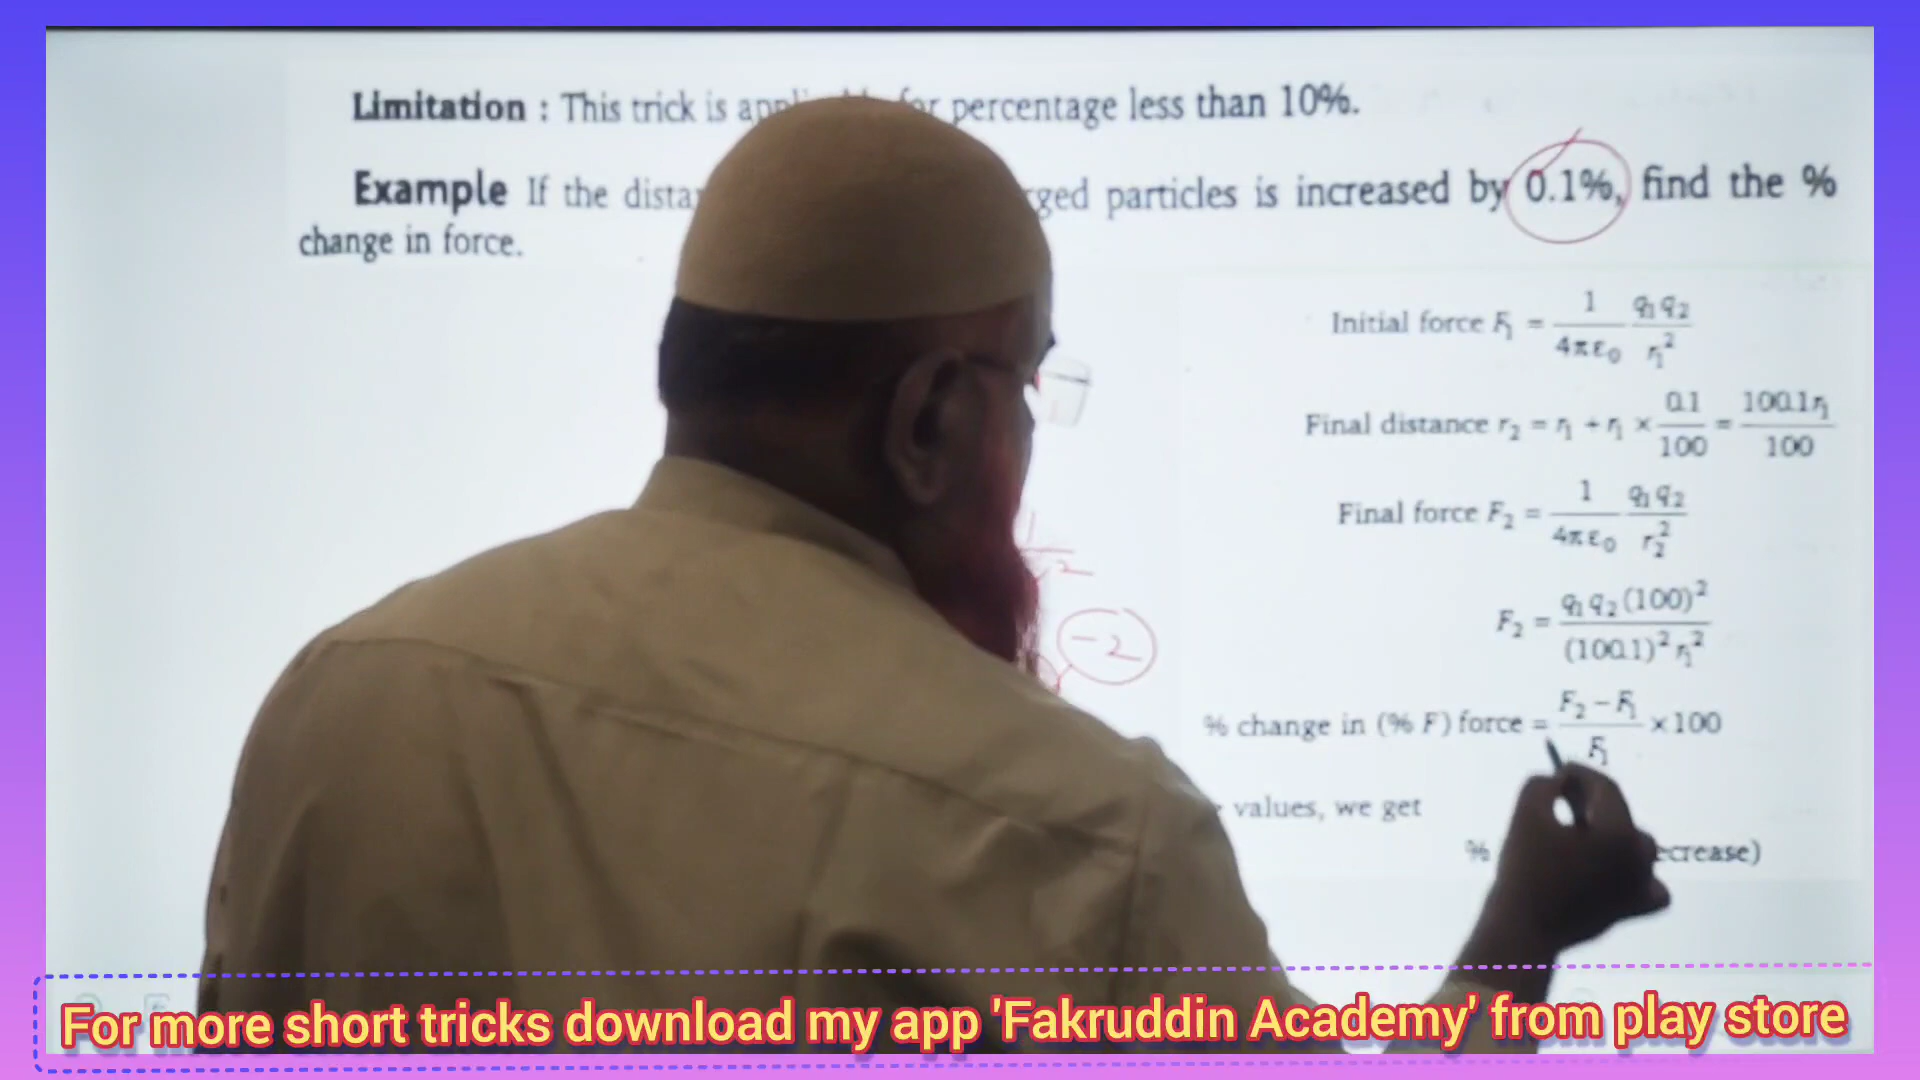 Limitation : This trick is for percentage less than 10%.
Example If the particles is increased by 0.1%, find the %
change in force.
Initial force F₁ = 1/4πε₀ q₁q₂/r₁²
Final distance r₂ = r₁ + r₁ × 0.1/100 = 100.1r₁/100
Final force F₂ = 1/4πε₀ q₁q₂/r₂²
F₂ = q₁q₂(100)²/(100.1)²r₁²
% change in (% F) force = F₂ − F₁/F₁ ×100
values, we get
%
-2
For more short tricks download my app 'Fakruddin Academy' from play store